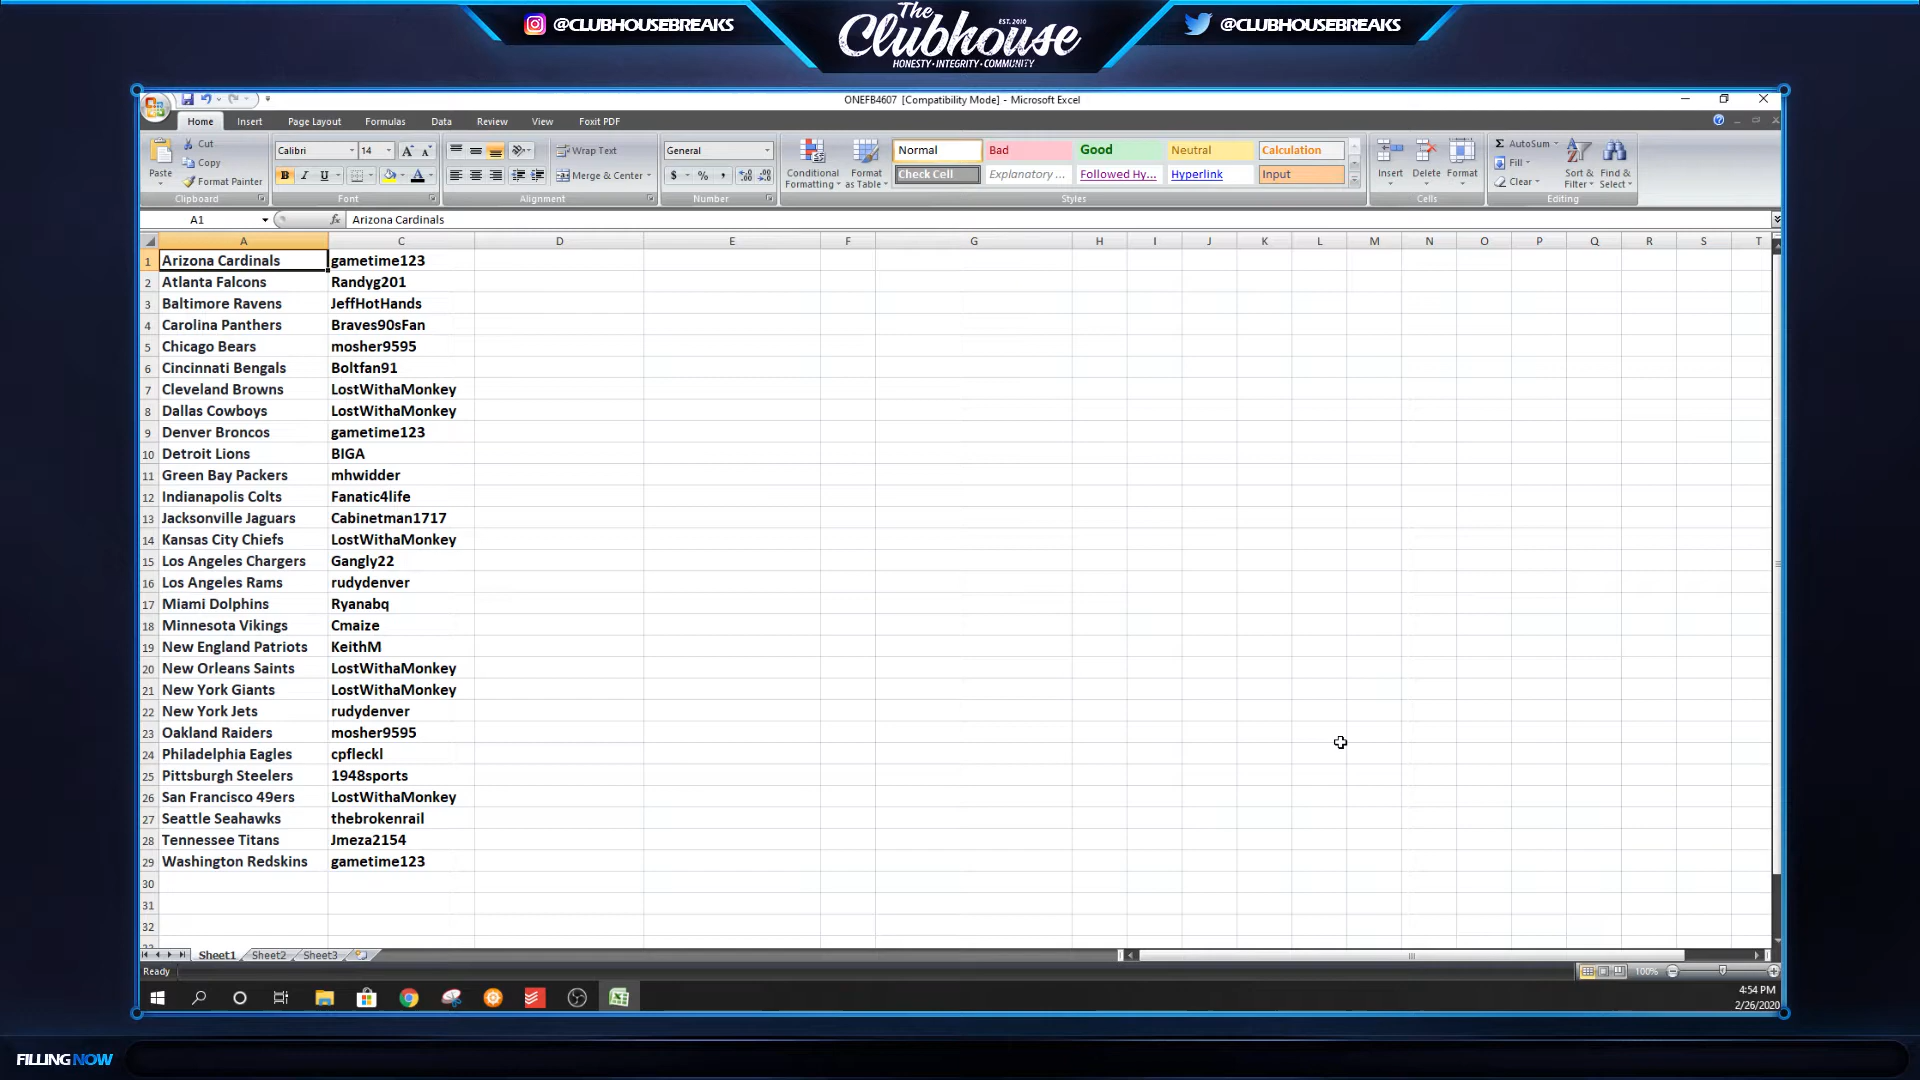 @CLUBHOUSEBREAKS
The
EST. 2010
Clubhouse
HONESTY • INTEGRITY • COMMUNITY
@CLUBHOUSEBREAKS
ONEFB4607 [Compatibility Mode] - Microsoft Excel
Home Insert Page Layout Formulas Data Review View Foxit PDF
Paste
Cut
Copy
Format Painter
Clipboard
Calibri 14
B I U
Font
Wrap Text
Merge & Center
Alignment
General
$ % ,
Number
Conditional Formatting
Format as Table
Normal Bad Good Neutral Calculation
Check Cell Explanatory ... Followed Hy... Hyperlink Input
Styles
Insert Delete Format
Cells
Σ AutoSum
Fill
Clear
Sort & Filter
Find & Select
Editing
A1 fx Arizona Cardinals
A C D E F G H I J K L M N O P Q R S T
1 Arizona Cardinals gametime123
2 Atlanta Falcons Randyg201
3 Baltimore Ravens JeffHotHands
4 Carolina Panthers Braves90sFan
5 Chicago Bears mosher9595
6 Cincinnati Bengals Boltfan91
7 Cleveland Browns LostWithaMonkey
8 Dallas Cowboys LostWithaMonkey
9 Denver Broncos gametime123
10 Detroit Lions BIGA
11 Green Bay Packers mhwidder
12 Indianapolis Colts Fanatic4life
13 Jacksonville Jaguars Cabinetman1717
14 Kansas City Chiefs LostWithaMonkey
15 Los Angeles Chargers Gangly22
16 Los Angeles Rams rudydenver
17 Miami Dolphins Ryanabq
18 Minnesota Vikings Cmaize
19 New England Patriots KeithM
20 New Orleans Saints LostWithaMonkey
21 New York Giants LostWithaMonkey
22 New York Jets rudydenver
23 Oakland Raiders mosher9595
24 Philadelphia Eagles cpfleckl
25 Pittsburgh Steelers 1948sports
26 San Francisco 49ers LostWithaMonkey
27 Seattle Seahawks thebrokenrail
28 Tennessee Titans Jmeza2154
29 Washington Redskins gametime123
30
31
32
Sheet1 Sheet2 Sheet3
Ready 100%
4:54 PM
2/26/2020
FILLING NOW